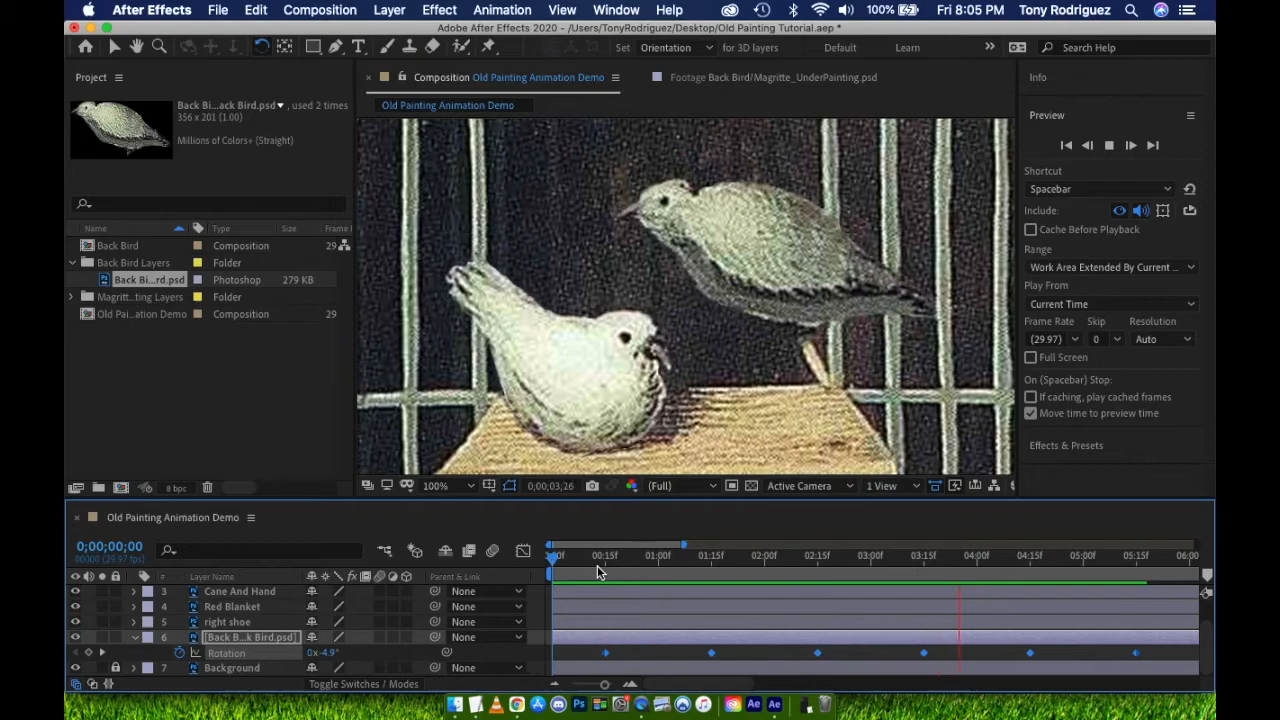 After Effects File Edit Composition Layer Effect Animation View Window Help 100% Fri 8:05 PM Tony Rodriguez
Adobe After Effects 2020 - /Users/TonyRodriguez/Desktop/Old Painting Tutorial.aep *
Set Orientation for 3D layers Default Learn Search Help
Project
Composition Old Painting Animation Demo
Footage Back Bird/Magritte_UnderPainting.psd
Info
Old Painting Animation Demo
Back Bi...ack Bird.psd , used 2 times
356 x 201 (1.00)
Millions of Colors+ (Straight)
Preview
Shortcut
Spacebar
Include:
Cache Before Playback
Range
Work Area Extended By Current ...
Play From
Current Time
Frame Rate Skip Resolution
(29.97) 0 Auto
Full Screen
On (Spacebar) Stop:
If caching, play cached frames
Move time to preview time
Effects & Presets
Name Type Size Frame I
Back Bird Composition 29
Back Bird Layers Folder
Back Bi...rd.psd Photoshop 279 KB
Magritt...ting Layers Folder
Old Pai...ation Demo Composition 29
8 bpc
100% 0;00;03;26 (Full) Active Camera 1 View
Old Painting Animation Demo
0;00;00;00
00000 (29.97 fps)
:00f 00:15f 01:00f 01:15f 02:00f 02:15f 03:00f 03:15f 04:00f 04:15f 05:00f 05:15f 06:00
# Layer Name Parent & Link
3 Cane And Hand None
4 Red Blanket None
5 right shoe None
6 [Back B...k Bird.psd] None
Rotation 0x-4.9°
7 Background None
Toggle Switches / Modes
Ps Ae Ae